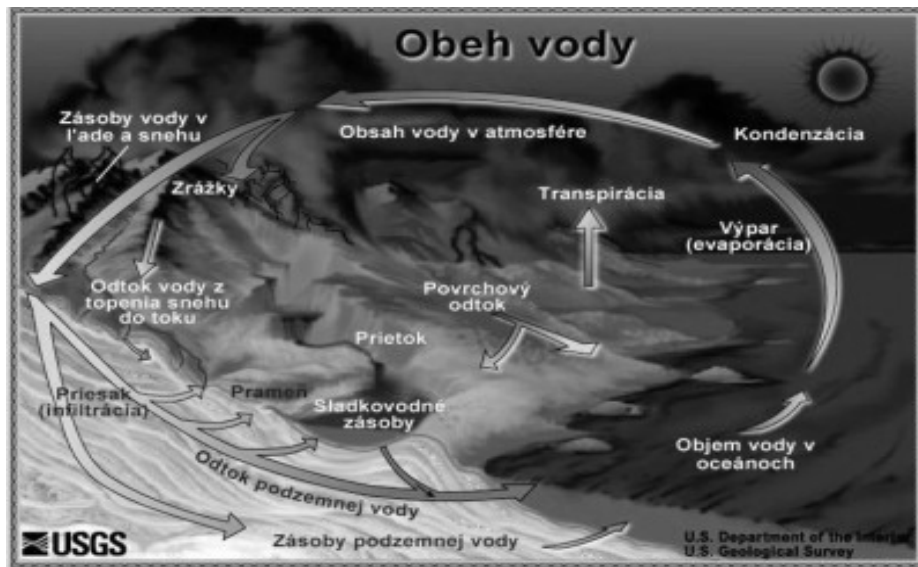 Obeh vody
Zásoby vody v
l'ade a snehu
Obsah vody v atmosfére
Kondenzácia
Zrážky
Transpirácia
Výpar
(evaporácia)
Odtok vody z
topenia snehu
do toku
Povrchový
odtok
Prietok
Priesak
(infiltrácia)
Prameň
Sladkovodné
zásoby
Objem vody v
oceánoch
Odtok podzemnej vody
Zásoby podzemnej vody
USGS
U.S. Department of the Interior
U.S. Geological Survey